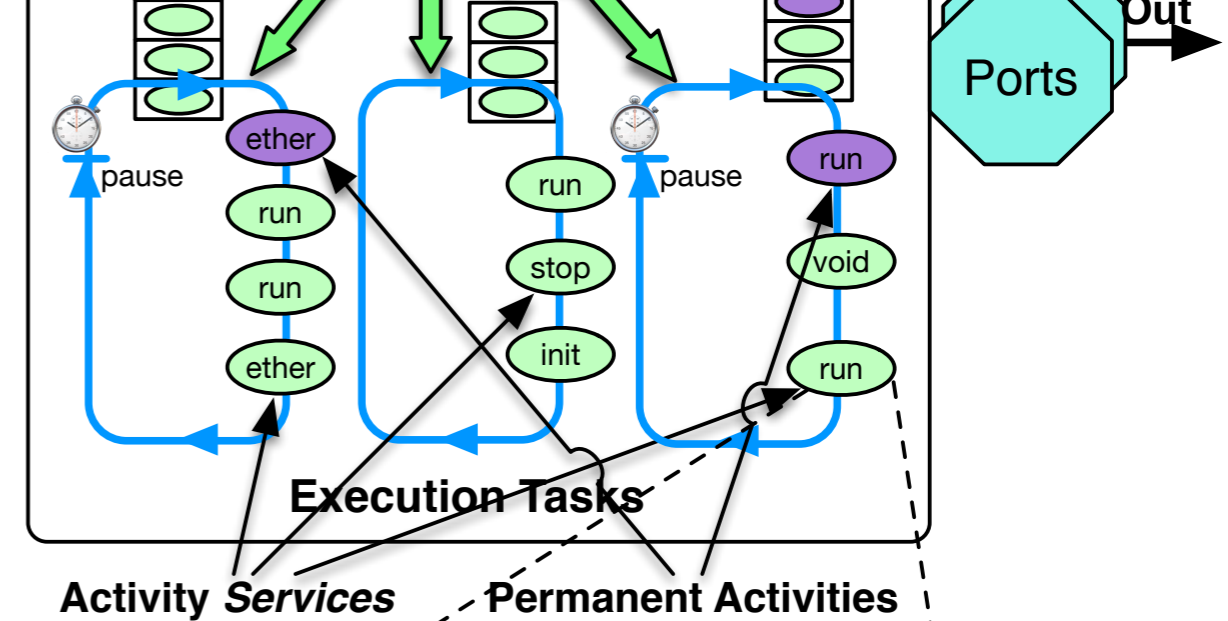 Out
Ports
ether
run
run
pause
pause
run
run
stop
void
run
init
ether
run
Execution Tasks
Activity Services
Permanent Activities